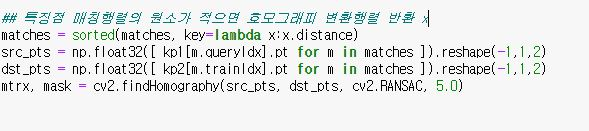 ## 특징점 매칭행렬의 원소가 적으면 호모그래피 변환행렬 반환 x
matches = sorted(matches, key=lambda x:x.distance)
src_pts = np.float32([ kp1[m.queryIdx].pt for m in matches ]).reshape(-1,1,2)
dst_pts = np.float32([ kp2[m.trainIdx].pt for m in matches ]).reshape(-1,1,2)
mtrx, mask = cv2.findHomography(src_pts, dst_pts, cv2.RANSAC, 5.0)